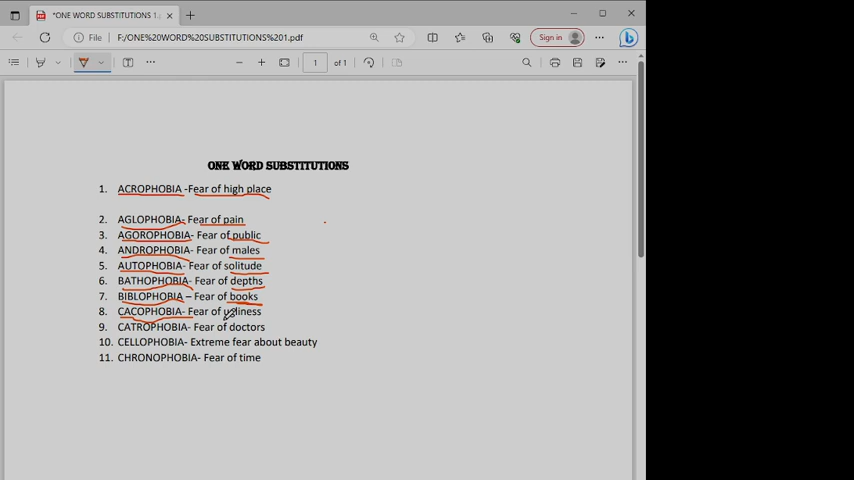 *ONE WORD SUBSTITUTIONS 1.
File F:/ONE%20WORD%20SUBSTITUTIONS%201.pdf Sign in
1 of 1
ONE WORD SUBSTITUTIONS
1. ACROPHOBIA -Fear of high place
2. AGLOPHOBIA- Fear of pain
3. AGOROPHOBIA- Fear of public
4. ANDROPHOBIA- Fear of males
5. AUTOPHOBIA- Fear of solitude
6. BATHOPHOBIA- Fear of depths
7. BIBLOPHOBIA – Fear of books
8. CACOPHOBIA- Fear of
9. CATROPHOBIA- Fear of doctors
10. CELLOPHOBIA- Extreme fear about beauty
11. CHRONOPHOBIA- Fear of time